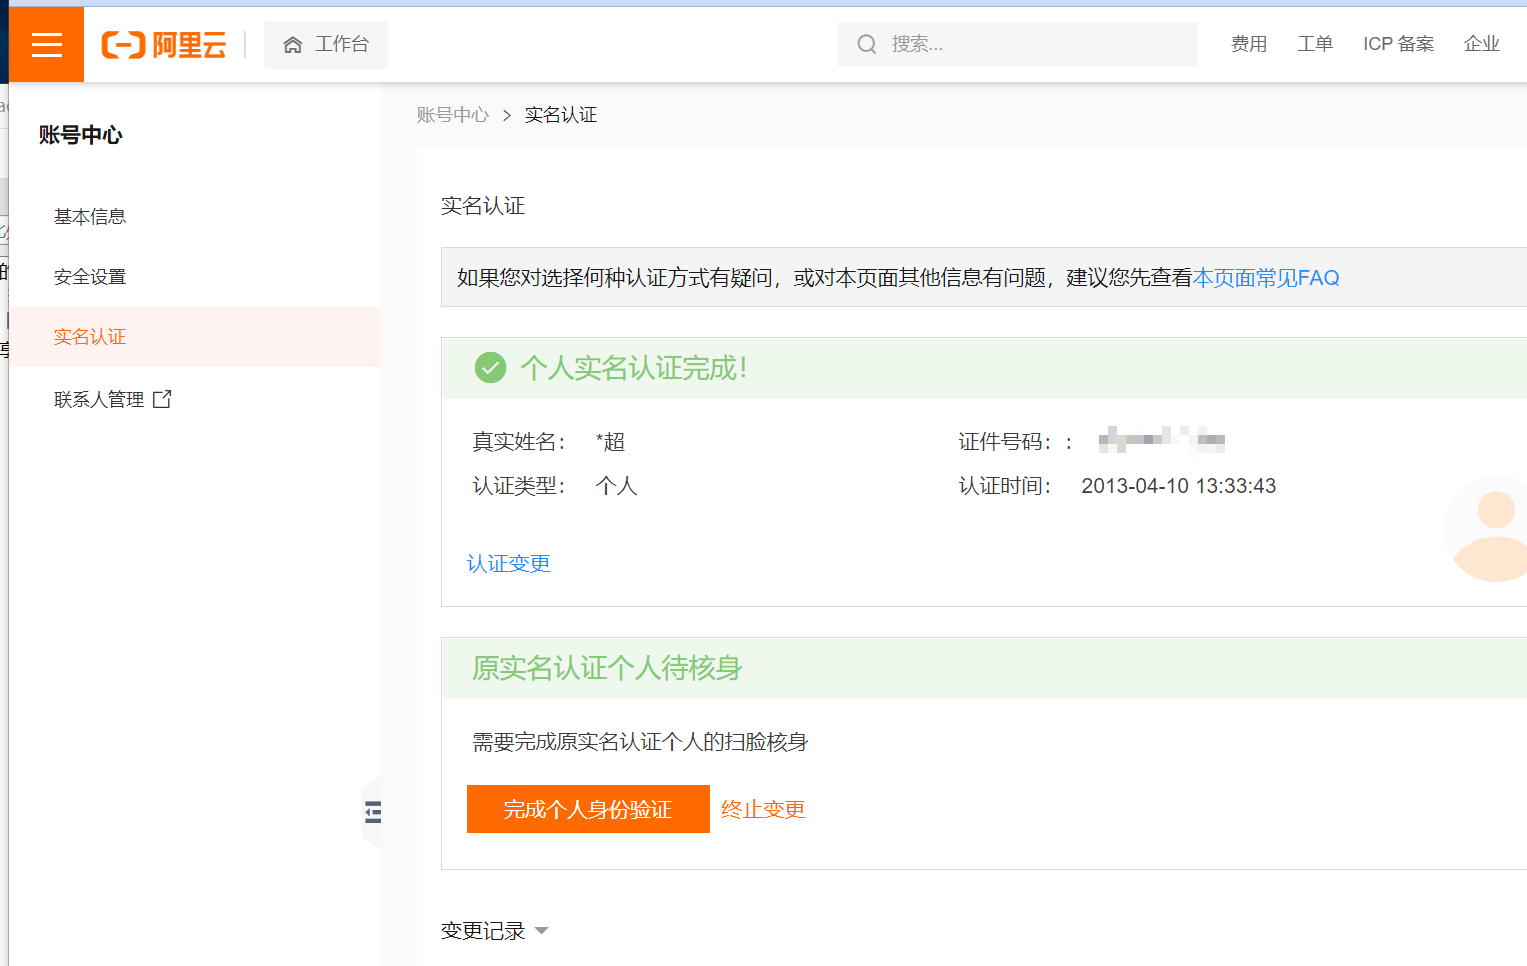 阿里云
工作台
搜索...
费用
工单
ICP 备案
企业
账号中心
基本信息
安全设置
实名认证
联系人管理
账号中心 > 实名认证
实名认证
如果您对选择何种认证方式有疑问，或对本页面其他信息有问题，建议您先查看本页面常见FAQ
个人实名认证完成！
真实姓名： *超
证件号码： ：
认证类型： 个人
认证时间： 2013-04-10 13:33:43
认证变更
原实名认证个人待核身
需要完成原实名认证个人的扫脸核身
完成个人身份验证 终止变更
变更记录